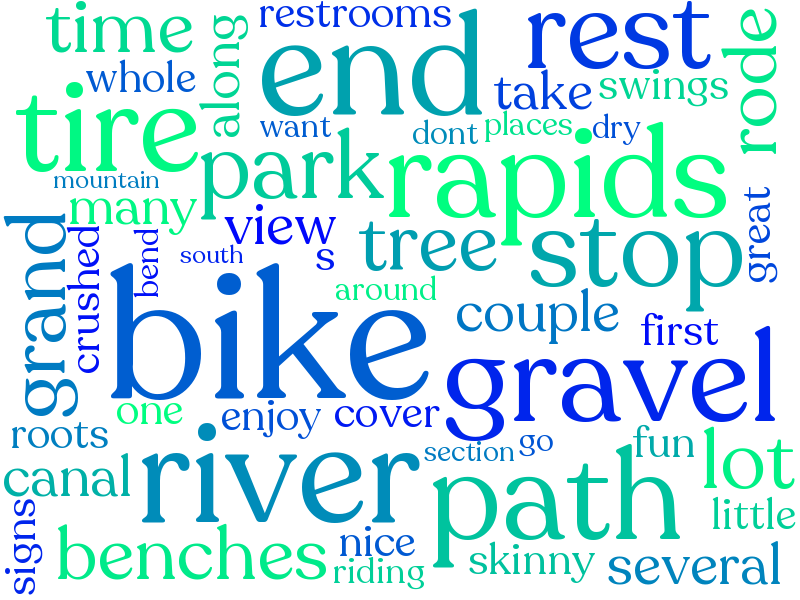 restrooms
time
end
rest
rode
whole
along
take
swings
tire
want
dont
places
dry
park
rapids
mountain
many
view
s
tree
stop
great
grand
crushed
bend
south
around
couple
first
bike
gravel
one
enjoy
cover
roots
river
section
go
fun
lot
canal
path
little
signs
benches
nice
riding
skinny
several